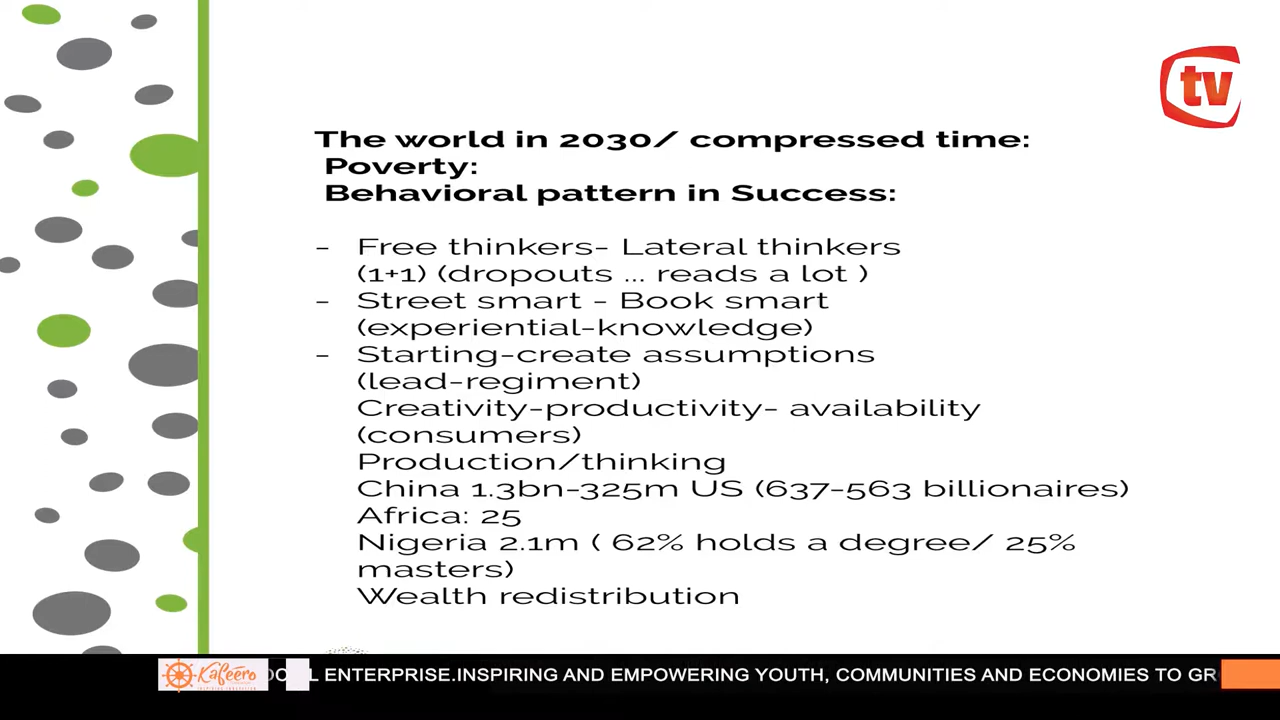 tv
The world in 2030/ compressed time:
Poverty:
Behavioral pattern in Success:
- Free thinkers- Lateral thinkers
(1+1) (dropouts ... reads a lot )
- Street smart - Book smart
(experiential-knowledge)
- Starting-create assumptions
(lead-regiment)
Creativity-productivity- availability
(consumers)
Production/thinking
China 1.3bn-325m US (637-563 billionaires)
Africa: 25
Nigeria 2.1m ( 62% holds a degree/ 25%
masters)
Wealth redistribution
Kafeero
L ENTERPRISE.INSPIRING AND EMPOWERING YOUTH, COMMUNITIES AND ECONOMIES TO GR